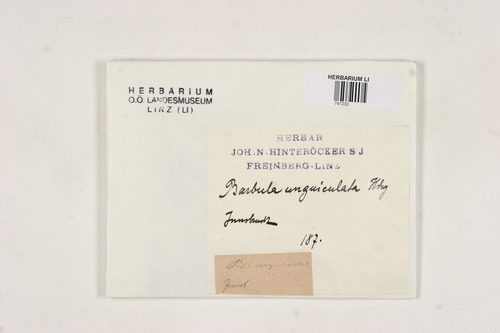 HERBARIUM
O.Ö. LANDESMUSEUM
LINZ (LI)
HERBARIUM LI
HERBAR
JOH. N. HINTERÖCKER S J
FREINBERG-LINZ
Barbula unguiculata
Innsbruck
187.
B.